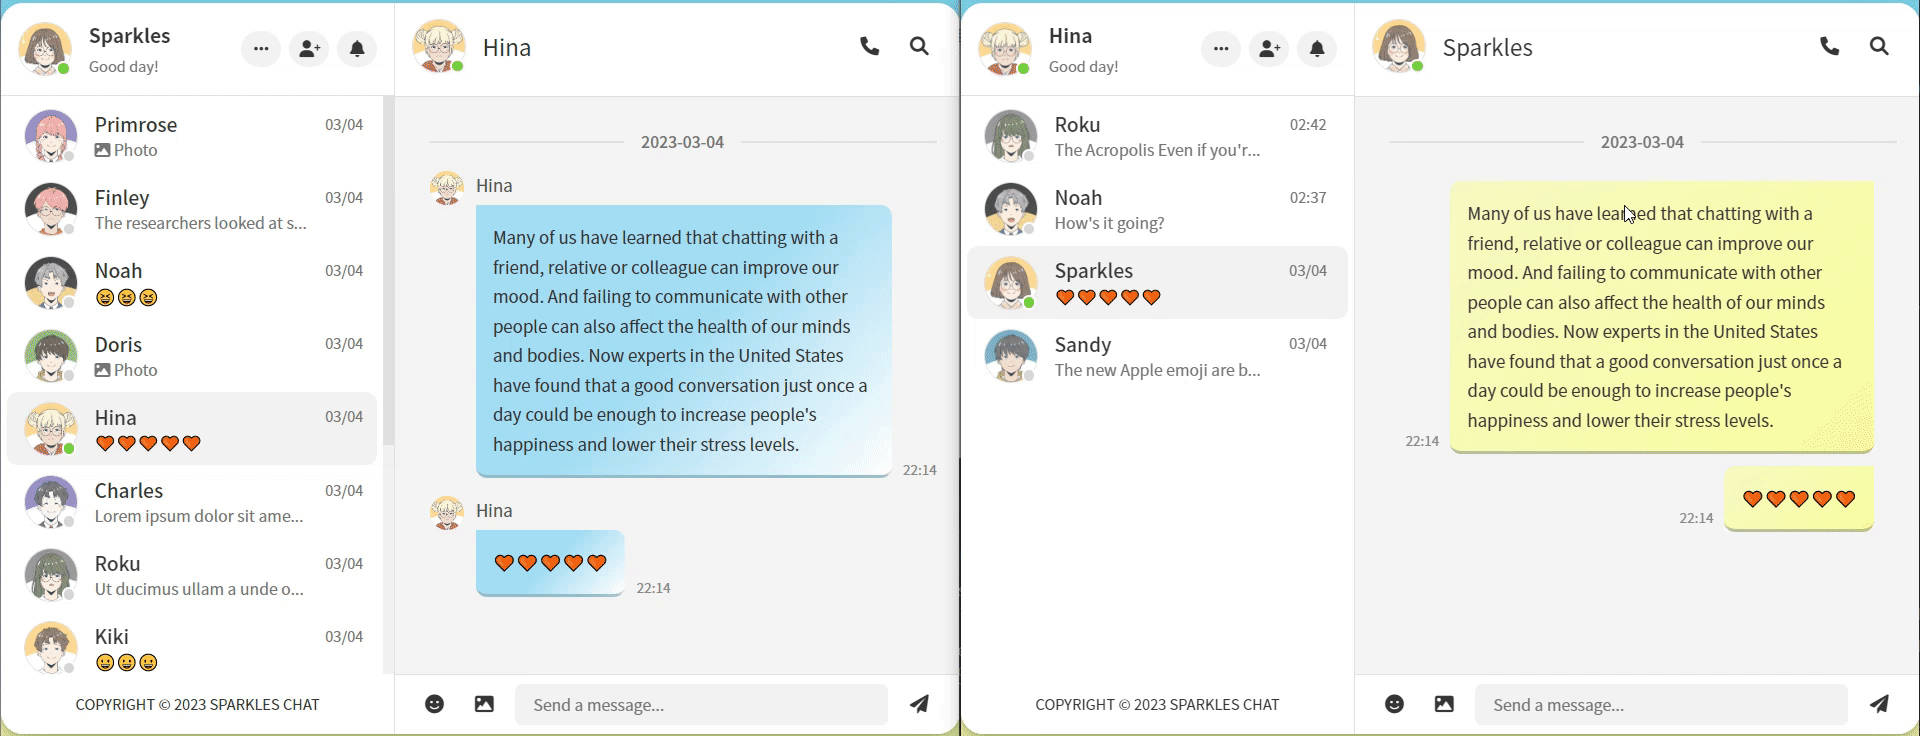 Sparkles
Good day!
Primrose 03/04
Photo
Finley 03/04
The researchers looked at s...
Noah 03/04
Doris 03/04
Photo
Hina 03/04
Charles 03/04
Lorem ipsum dolor sit ame...
Roku 03/04
Ut ducimus ullam a unde o...
Kiki 03/04
COPYRIGHT © 2023 SPARKLES CHAT
Hina
2023-03-04
Hina
Many of us have learned that chatting with a
friend, relative or colleague can improve our
mood. And failing to communicate with other
people can also affect the health of our minds
and bodies. Now experts in the United States
have found that a good conversation just once a
day could be enough to increase people's
happiness and lower their stress levels.
22:14
Hina
22:14
Send a message...
Hina
Good day!
Roku 02:42
The Acropolis Even if you'r...
Noah 02:37
How's it going?
Sparkles 03/04
Sandy 03/04
The new Apple emoji are b...
COPYRIGHT © 2023 SPARKLES CHAT
Sparkles
2023-03-04
Many of us have learned that chatting with a
friend, relative or colleague can improve our
mood. And failing to communicate with other
people can also affect the health of our minds
and bodies. Now experts in the United States
have found that a good conversation just once a
day could be enough to increase people's
happiness and lower their stress levels.
22:14
22:14
Send a message...